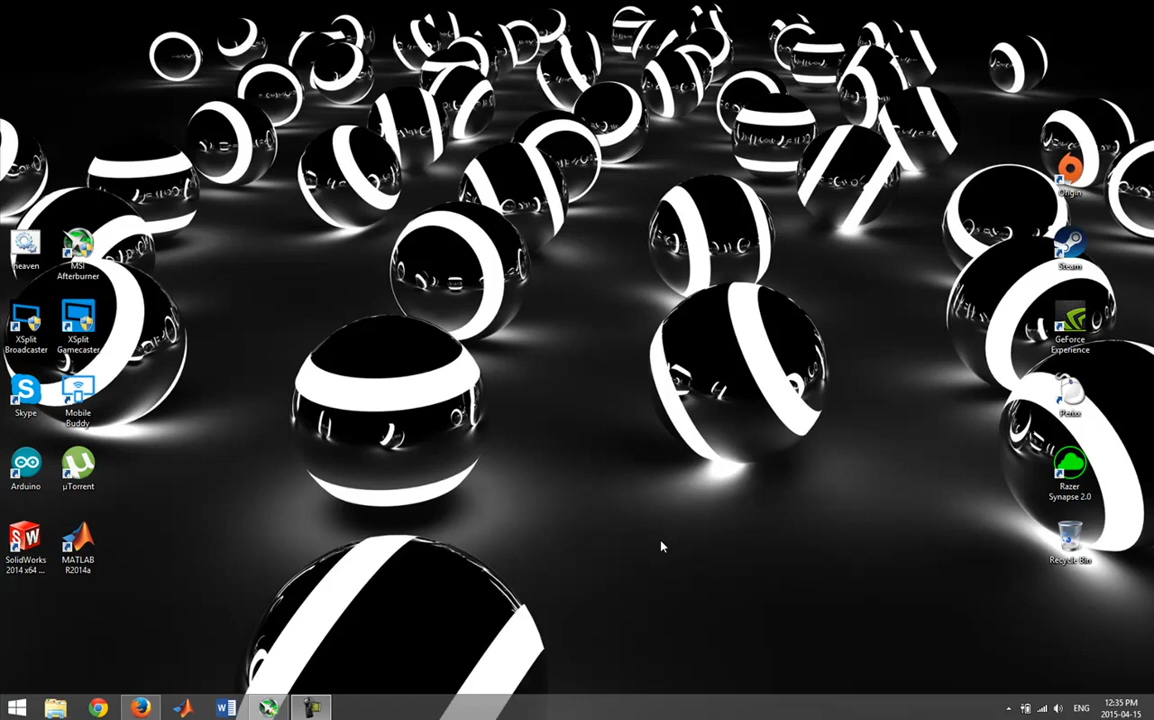 heaven
MSI
Afterburner
XSplit
Broadcaster
XSplit
Gamecaster
Skype
Mobile
Buddy
Arduino
µTorrent
SolidWorks
2014 x64 ...
MATLAB
R2014a
Origin
Steam
GeForce
Experience
Perixx
Razer
Synapse 2.0
Recycle Bin
ENG
12:35 PM
2015-04-15